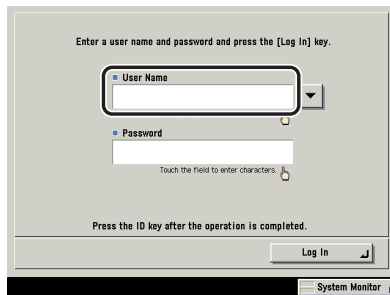 Enter a user name and password and press the [Log In] key.
User Name
Password
Touch the field to enter characters.
Press the ID key after the operation is completed.
Log In
System Monitor